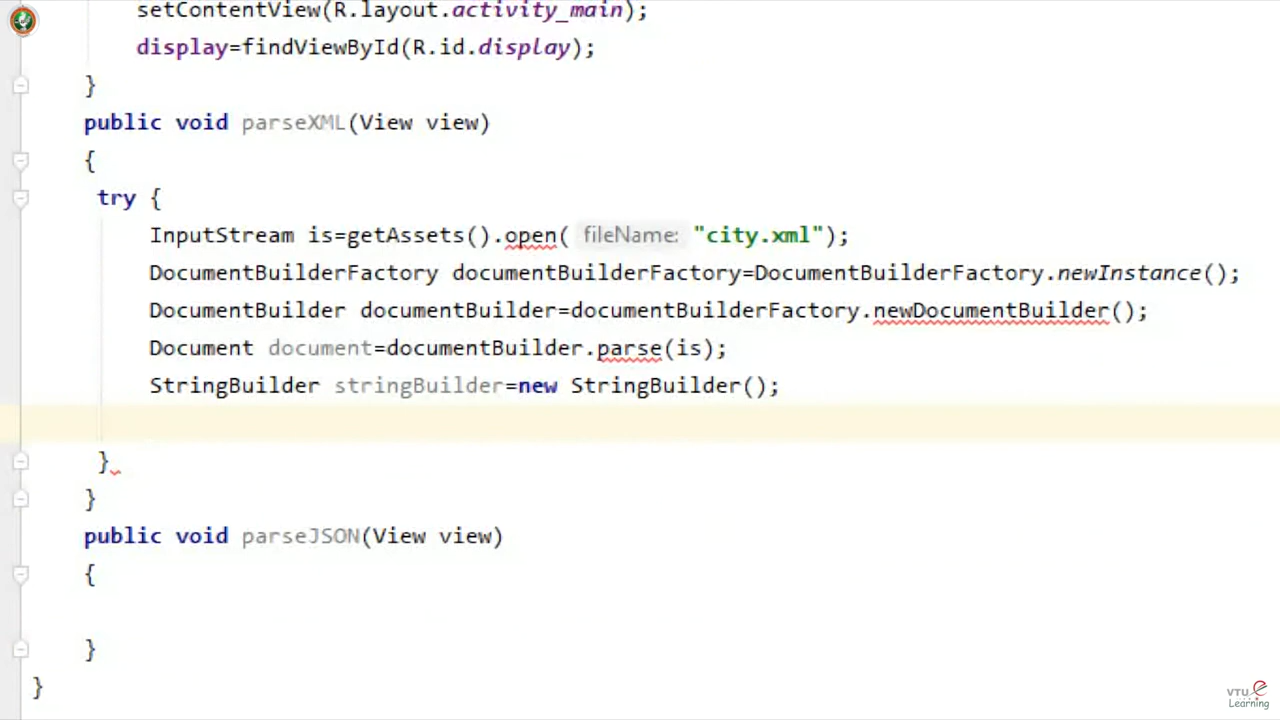 setContentView(R.layout.activity_main);
display=findViewById(R.id.display);
}
public void parseXML(View view)
{
try {
InputStream is=getAssets().open( fileName: "city.xml");
DocumentBuilderFactory documentBuilderFactory=DocumentBuilderFactory.newInstance();
DocumentBuilder documentBuilder=documentBuilderFactory.newDocumentBuilder();
Document document=documentBuilder.parse(is);
StringBuilder stringBuilder=new StringBuilder();
}
}
public void parseJSON(View view)
{
}
}
VTU e
Learning